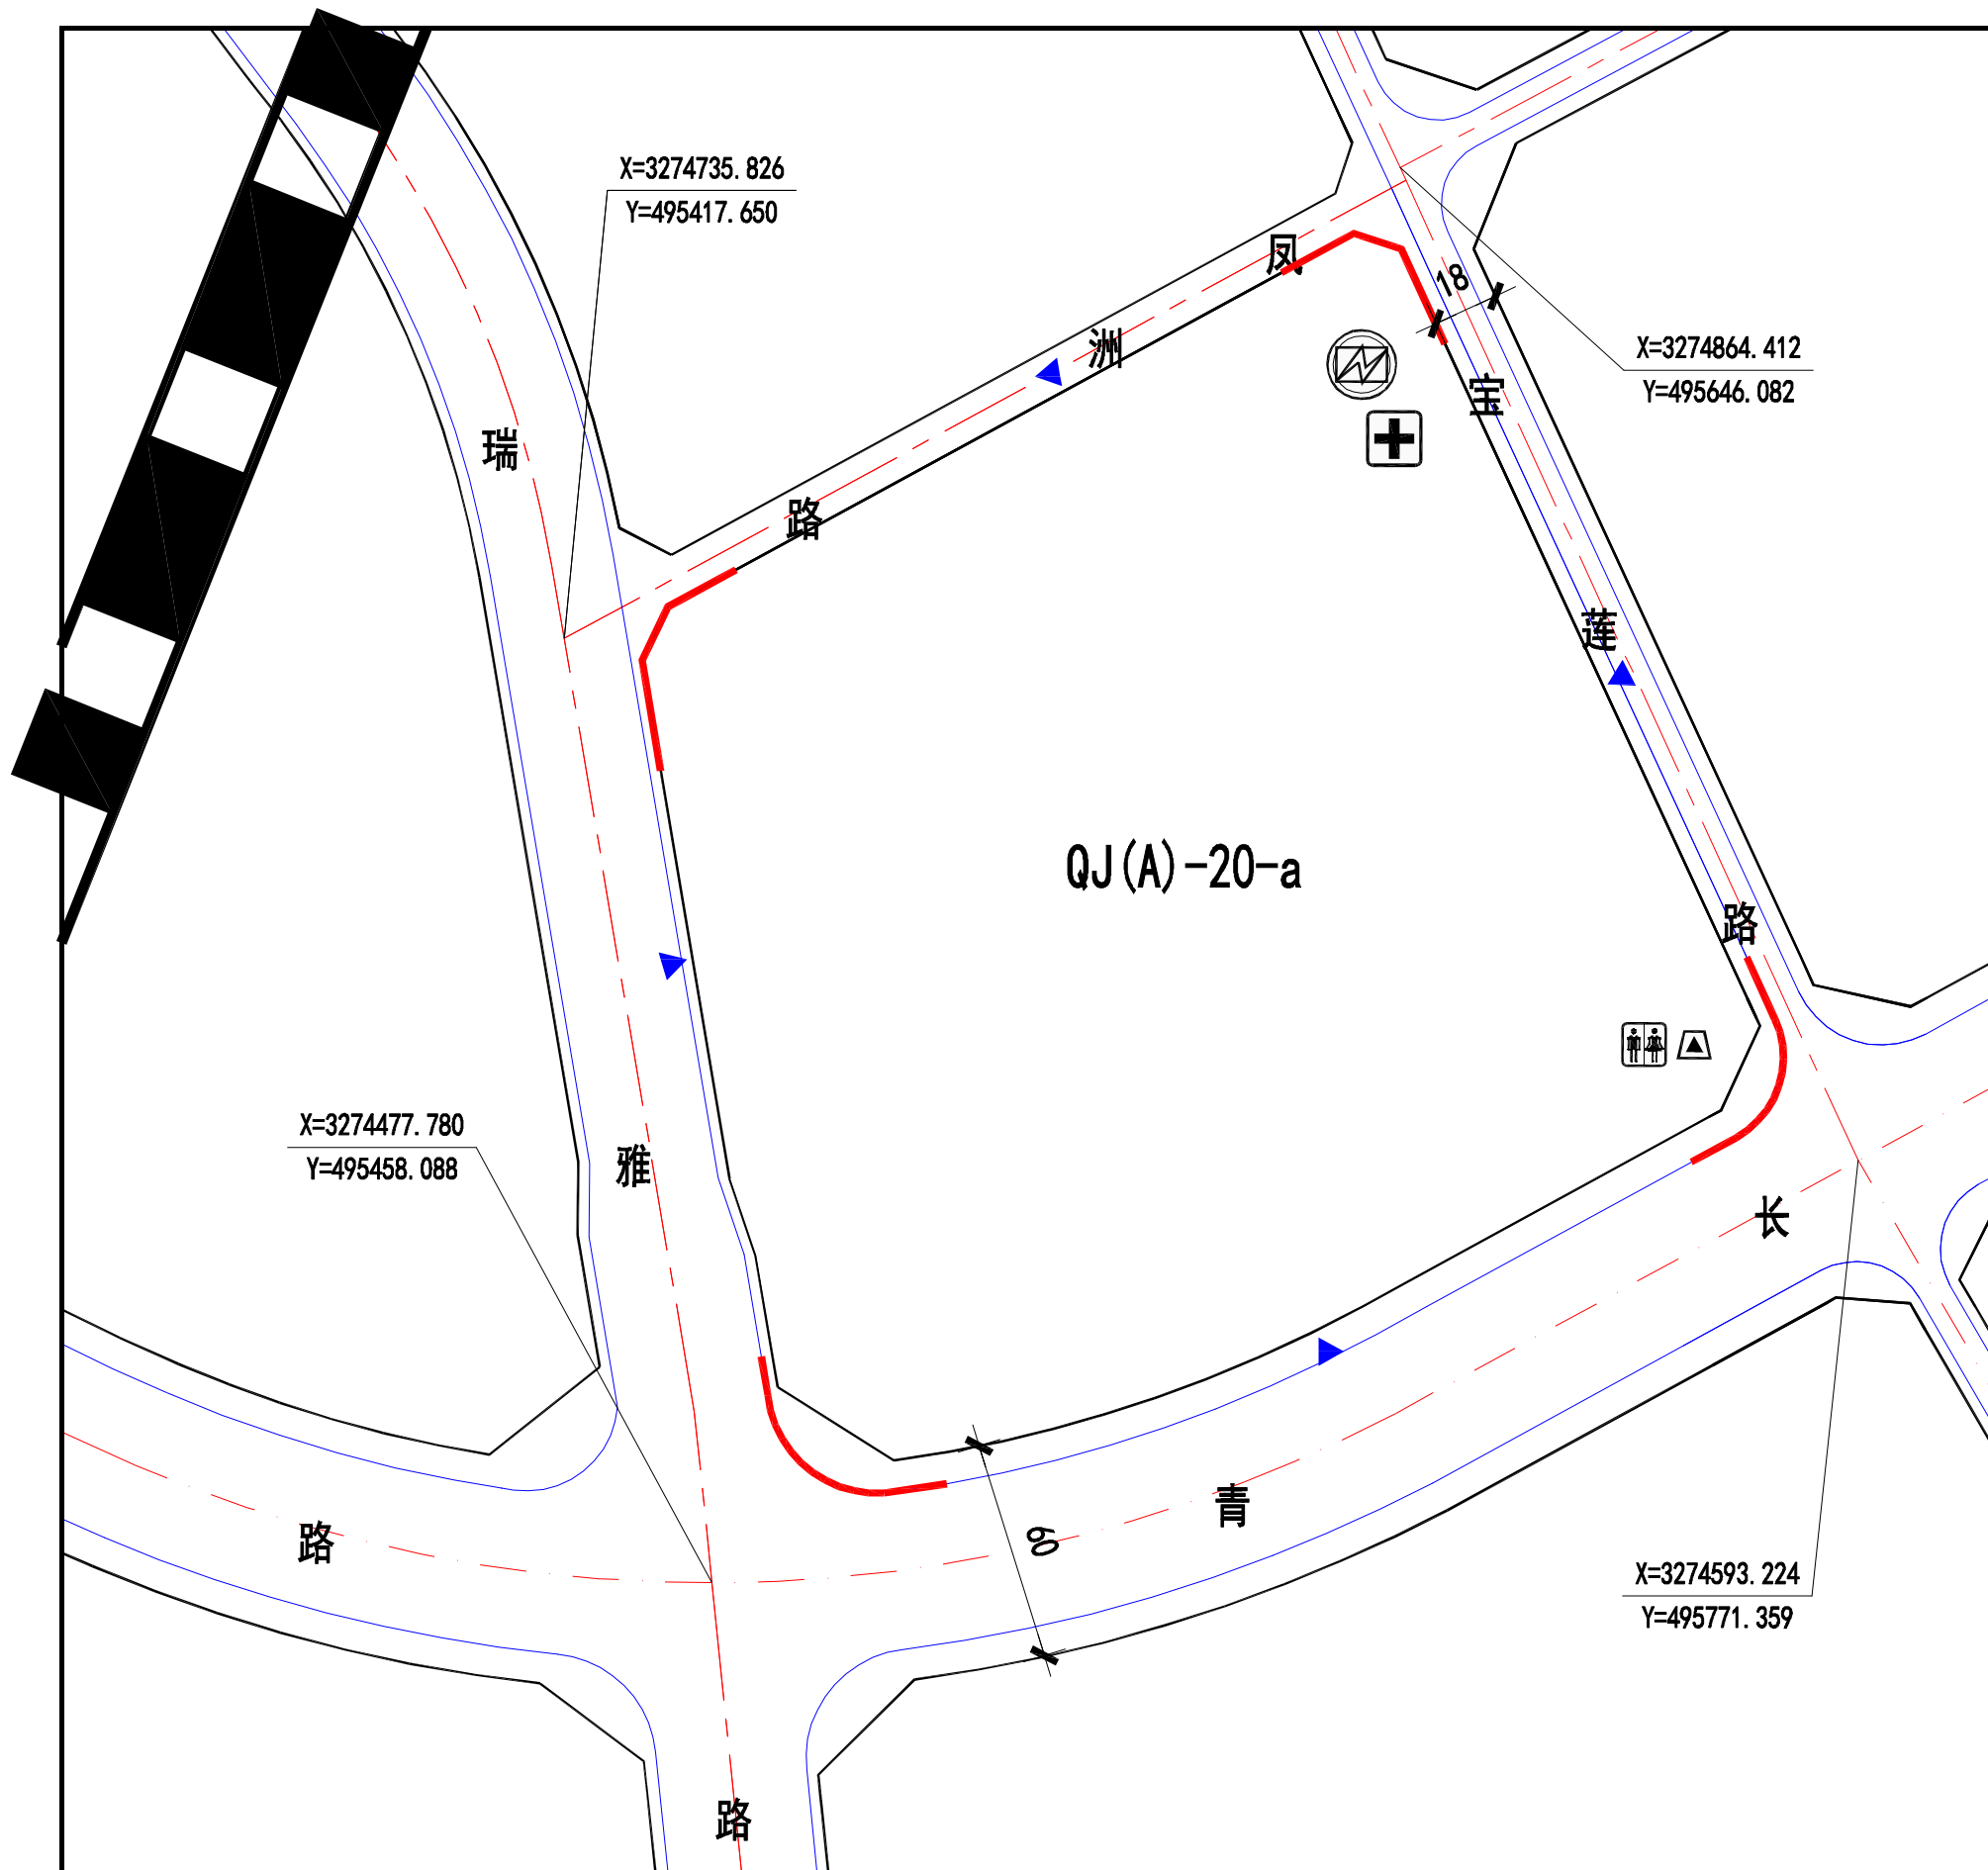 X=3274735.826
Y=495417.650
凤
洲
路
18
X=3274864.412
Y=495646.082
宝
莲
路
瑞
雅
路
QJ(A)-20-a
X=3274477.780
Y=495458.088
长
青
路
60
X=3274593.224
Y=495771.359